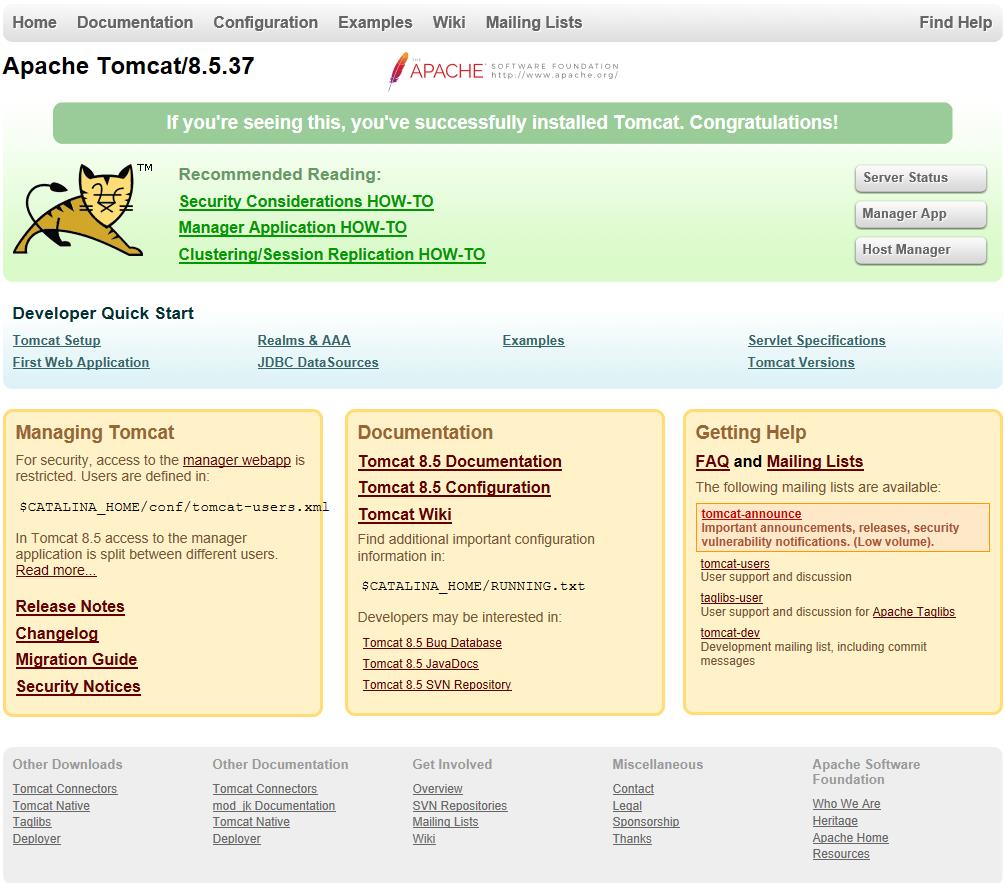 Home Documentation Configuration Examples Wiki Mailing Lists Find Help
Apache Tomcat/8.5.37
THE
APACHE™ SOFTWARE FOUNDATION
http://www.apache.org/
If you're seeing this, you've successfully installed Tomcat. Congratulations!
TM
Recommended Reading:
Security Considerations HOW-TO
Manager Application HOW-TO
Clustering/Session Replication HOW-TO
Server Status
Manager App
Host Manager
Developer Quick Start
Tomcat Setup
First Web Application
Realms & AAA
JDBC DataSources
Examples
Servlet Specifications
Tomcat Versions
Managing Tomcat
For security, access to the manager webapp is
restricted. Users are defined in:
$CATALINA_HOME/conf/tomcat-users.xml
In Tomcat 8.5 access to the manager
application is split between different users.
Read more...
Release Notes
Changelog
Migration Guide
Security Notices
Documentation
Tomcat 8.5 Documentation
Tomcat 8.5 Configuration
Tomcat Wiki
Find additional important configuration
information in:
$CATALINA_HOME/RUNNING.txt
Developers may be interested in:
Tomcat 8.5 Bug Database
Tomcat 8.5 JavaDocs
Tomcat 8.5 SVN Repository
Getting Help
FAQ and Mailing Lists
The following mailing lists are available:
tomcat-announce
Important announcements, releases, security
vulnerability notifications. (Low volume).
tomcat-users
User support and discussion
taglibs-user
User support and discussion for Apache Taglibs
tomcat-dev
Development mailing list, including commit
messages
Other Downloads
Tomcat Connectors
Tomcat Native
Taglibs
Deployer
Other Documentation
Tomcat Connectors
mod_jk Documentation
Tomcat Native
Deployer
Get Involved
Overview
SVN Repositories
Mailing Lists
Wiki
Miscellaneous
Contact
Legal
Sponsorship
Thanks
Apache Software
Foundation
Who We Are
Heritage
Apache Home
Resources